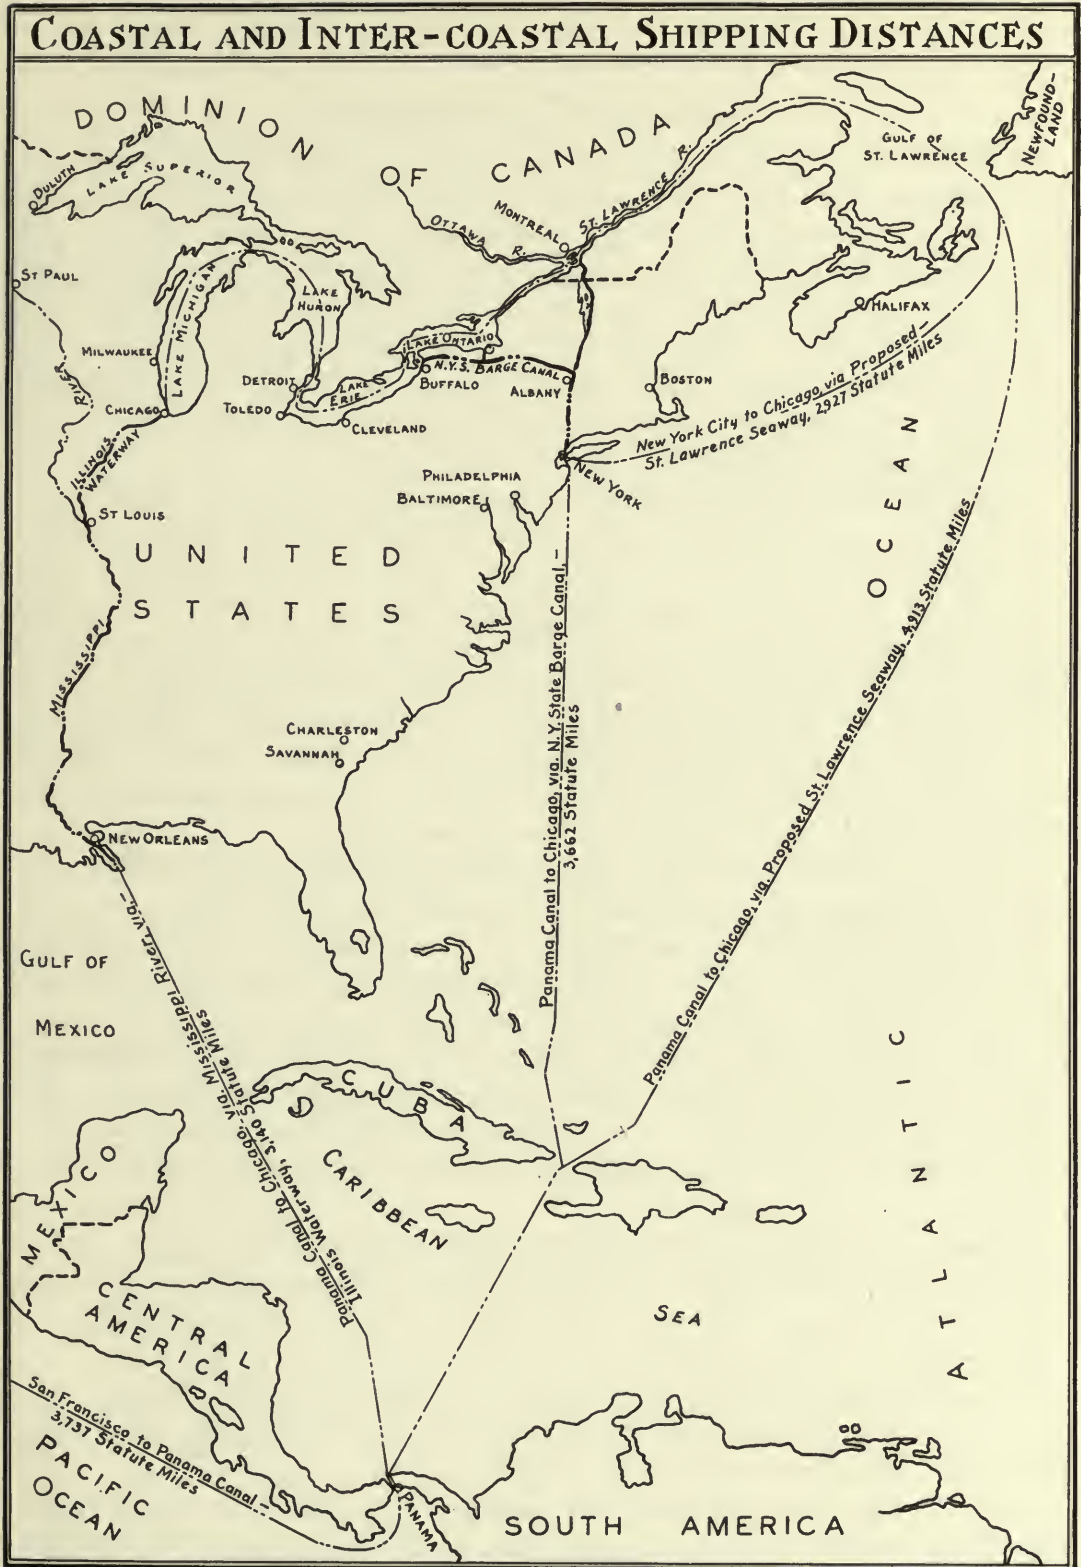 COASTAL AND INTER-COASTAL SHIPPING DISTANCES
DOMINION
OF CANADA
NEWFOUND-
LAND
GULF OF
ST. LAWRENCE
DULUTH
LAKE SUPERIOR
ST. LAWRENCE R.
MONTREAL
OTTAWA R.
ST PAUL
LAKE
HURON
LAKE MICHIGAN
HALIFAX
MILWAUKEE
LAKE ONTARIO
N.Y.S. BARGE CANAL
RIVER
DETROIT
LAKE
ERIE
BUFFALO
ALBANY
BOSTON
CHICAGO
TOLEDO
CLEVELAND
New York City to Chicago, via Proposed
St. Lawrence Seaway, 2,927 Statute Miles
ILLINOIS
WATERWAY
NEW YORK
PHILADELPHIA
BALTIMORE
ST LOUIS
UNITED
STATES
OCEAN
MISSISSIPPI
Panama Canal to Chicago, via. N.Y. State Barge Canal,-
3,662 Statute Miles
Panama Canal to Chicago, via. Proposed St. Lawrence Seaway, 4,913 Statute Miles
CHARLESTON
SAVANNAH
NEW ORLEANS
GULF OF
MEXICO
Panama Canal to Chicago,- via. Mississippi River, via,-
Illinois Waterway, 3,140 Statute Miles
CUBA
ATLANTIC
MEXICO
CARIBBEAN
SEA
CENTRAL
AMERICA
San Francisco to Panama Canal-
3,737 Statute Miles
PACIFIC
OCEAN
PANAMA
SOUTH AMERICA